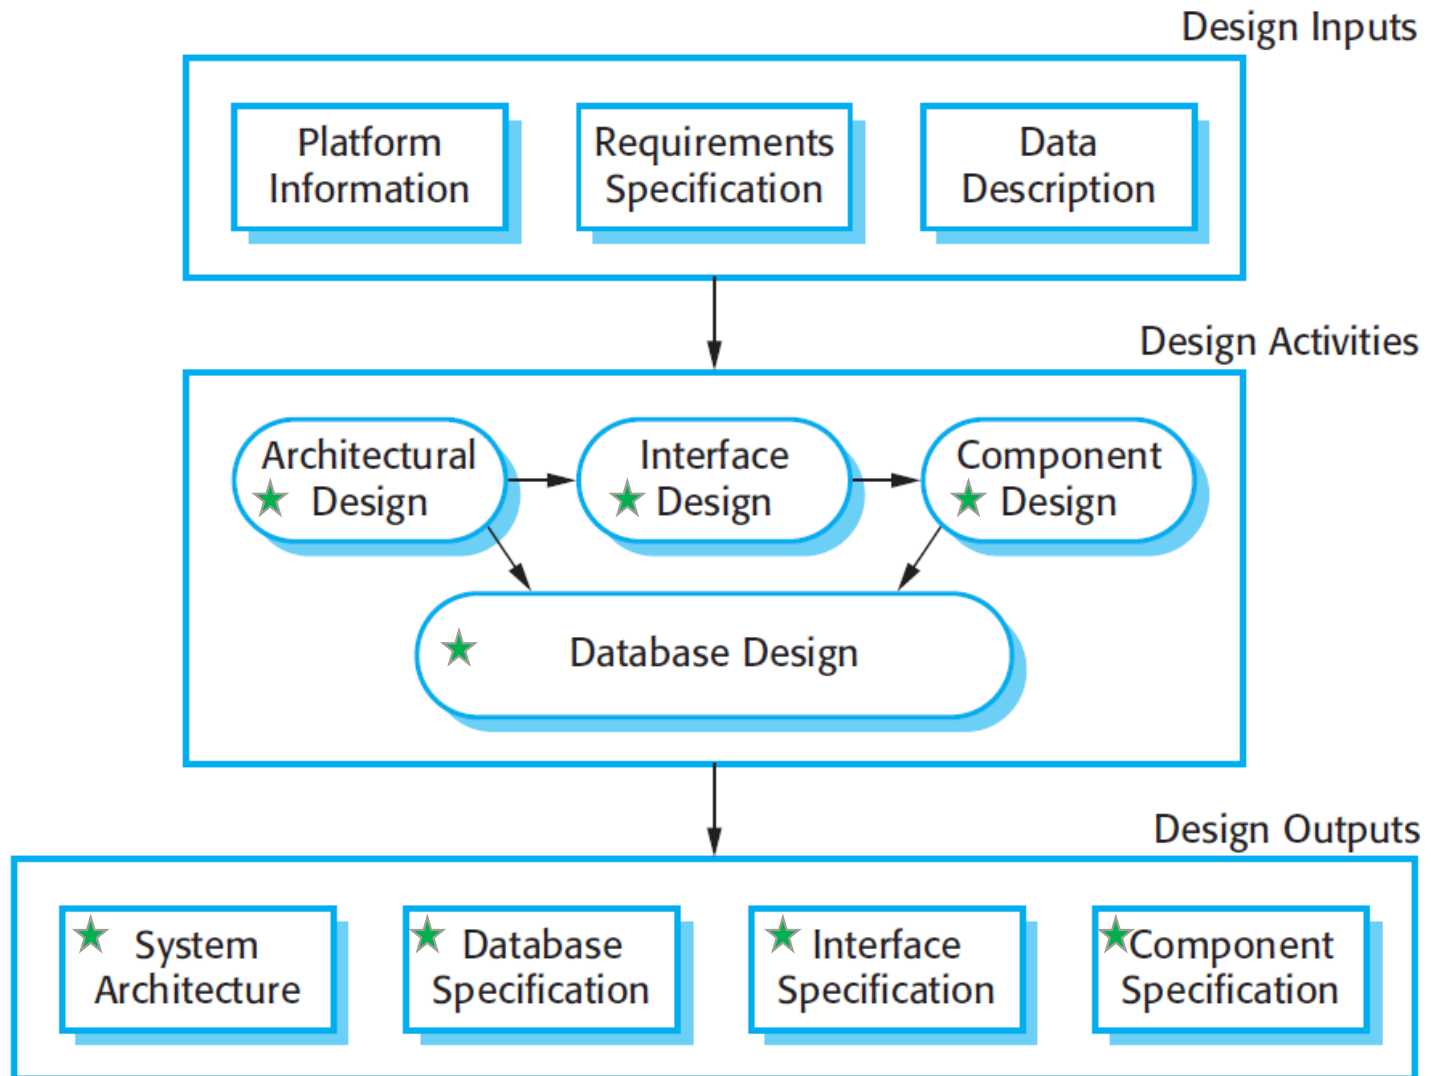 Design Inputs
Platform
Information
Requirements
Specification
Data
Description
Design Activities
Architectural
Design
Interface
Design
Component
Design
Database Design
Design Outputs
System
Architecture
Database
Specification
Interface
Specification
Component
Specification